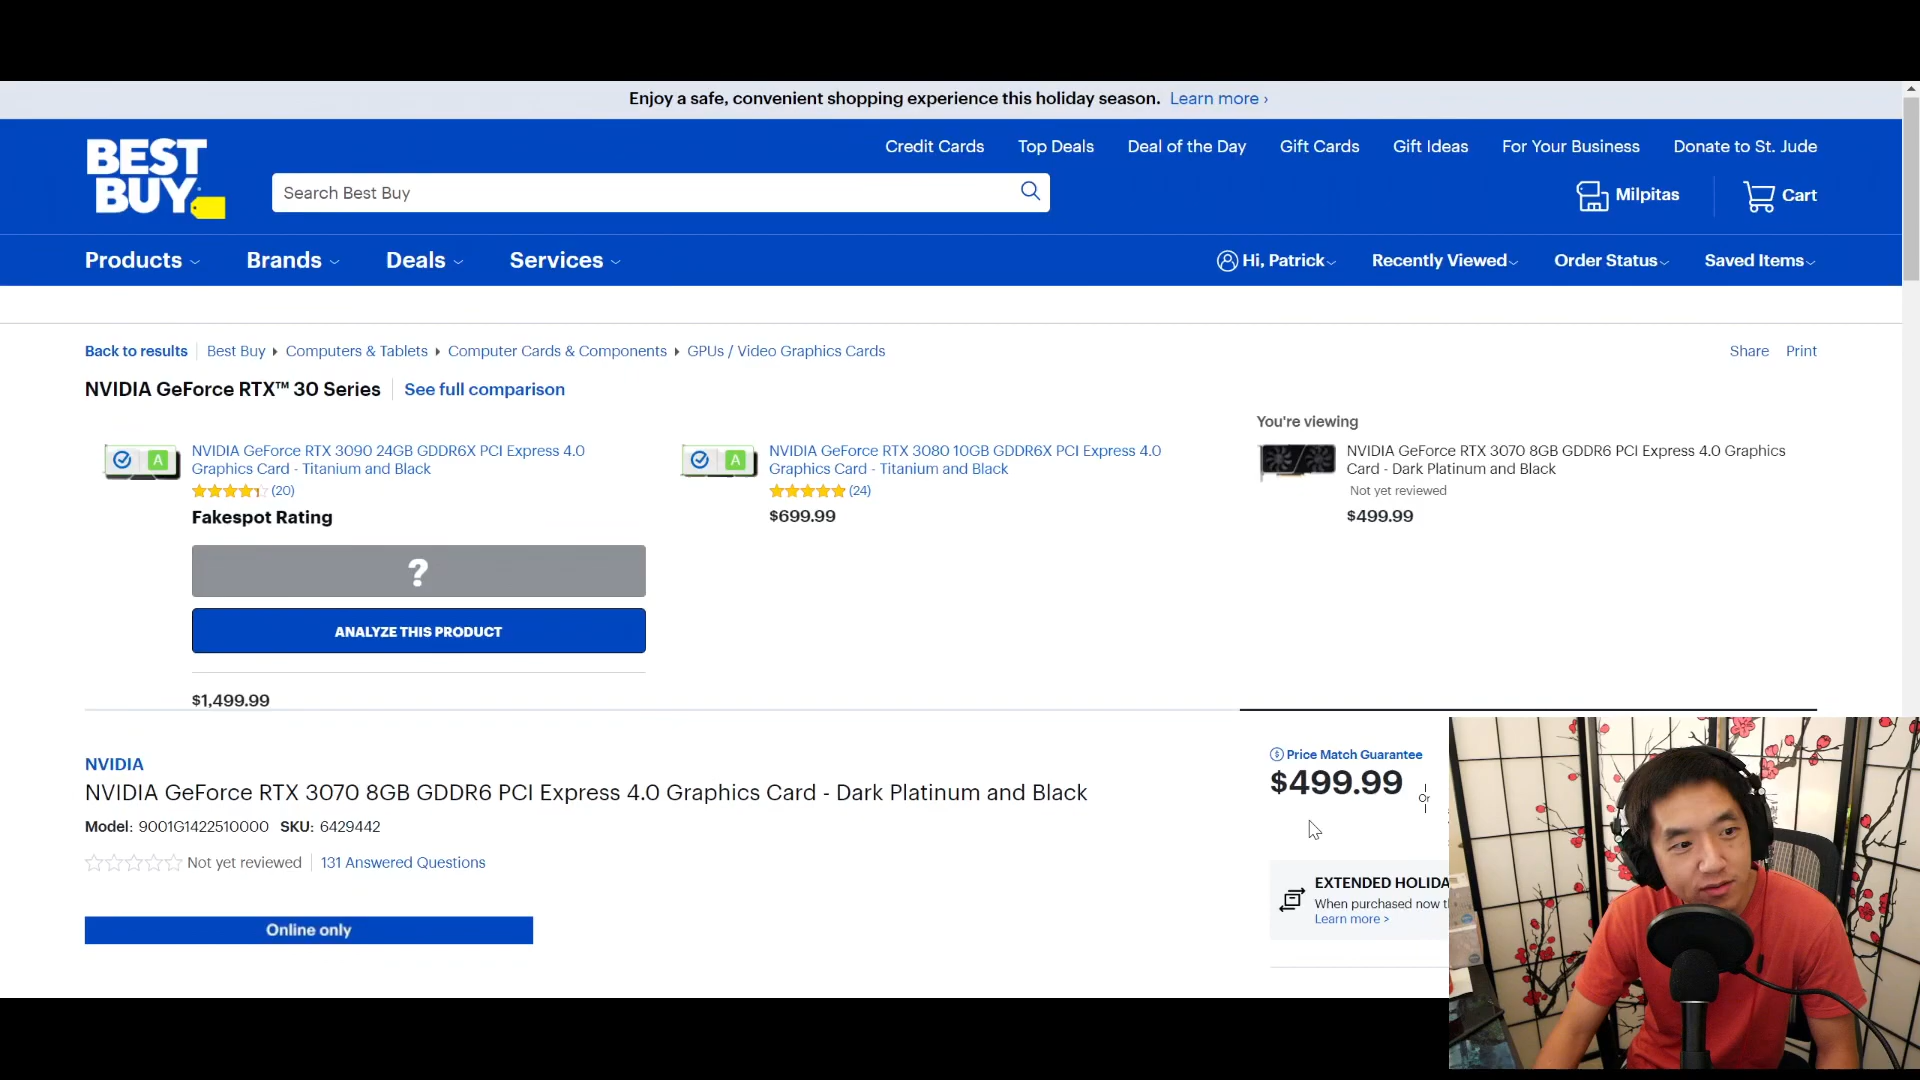 Enjoy a safe, convenient shopping experience this holiday season. Learn more ›
Credit Cards Top Deals Deal of the Day Gift Cards Gift Ideas For Your Business Donate to St. Jude
BEST
BUY
Search Best Buy
Milpitas
Cart
Products Brands Deals Services
Hi, Patrick Recently Viewed Order Status Saved Items
Back to results Best Buy Computers & Tablets Computer Cards & Components GPUs / Video Graphics Cards
Share Print
NVIDIA GeForce RTX™ 30 Series See full comparison
A
NVIDIA GeForce RTX 3090 24GB GDDR6X PCI Express 4.0
Graphics Card - Titanium and Black
(20)
Fakespot Rating
?
ANALYZE THIS PRODUCT
$1,499.99
A
NVIDIA GeForce RTX 3080 10GB GDDR6X PCI Express 4.0
Graphics Card - Titanium and Black
(24)
$699.99
You're viewing
NVIDIA GeForce RTX 3070 8GB GDDR6 PCI Express 4.0 Graphics
Card - Dark Platinum and Black
Not yet reviewed
$499.99
NVIDIA
NVIDIA GeForce RTX 3070 8GB GDDR6 PCI Express 4.0 Graphics Card - Dark Platinum and Black
Model: 9001G1422510000 SKU: 6429442
Not yet reviewed 131 Answered Questions
Online only
Price Match Guarantee
$499.99
Or
EXTENDED HOLIDA
When purchased now t
Learn more >